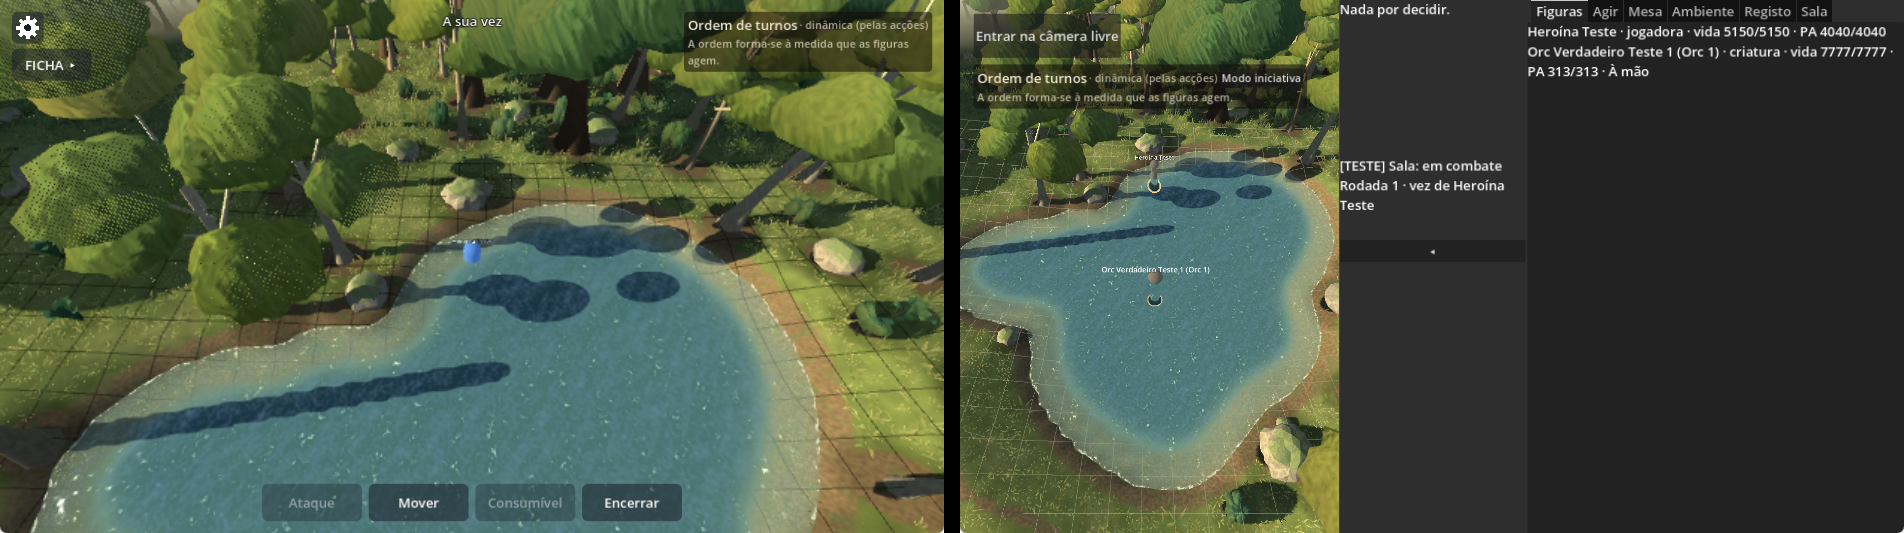 A sua vez
FICHA ▸
Ordem de turnos · dinâmica (pelas acções)
A ordem forma-se à medida que as figuras
agem.
Ataque
Mover
Consumível
Encerrar
Entrar na câmera livre
Ordem de turnos · dinâmica (pelas acções) Modo iniciativa
A ordem forma-se à medida que as figuras agem.
Heroína Teste
Orc Verdadeiro Teste 1 (Orc 1)
Nada por decidir.
[TESTE] Sala: em combate
Rodada 1 · vez de Heroína
Teste
◂
Figuras Agir Mesa Ambiente Registo Sala
Heroína Teste · jogadora · vida 5150/5150 · PA 4040/4040
Orc Verdadeiro Teste 1 (Orc 1) · criatura · vida 7777/7777 ·
PA 313/313 · À mão